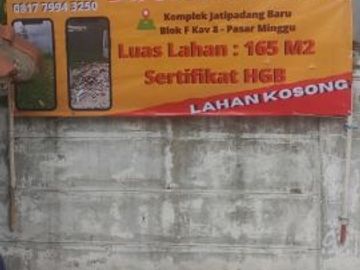 0817 7994 3250
Komplek Jatipadang Baru
Blok F Kav 8 - Pasar Minggu
Luas Lahan : 165 M2
Sertifikat HGB
LAHAN KOSONG